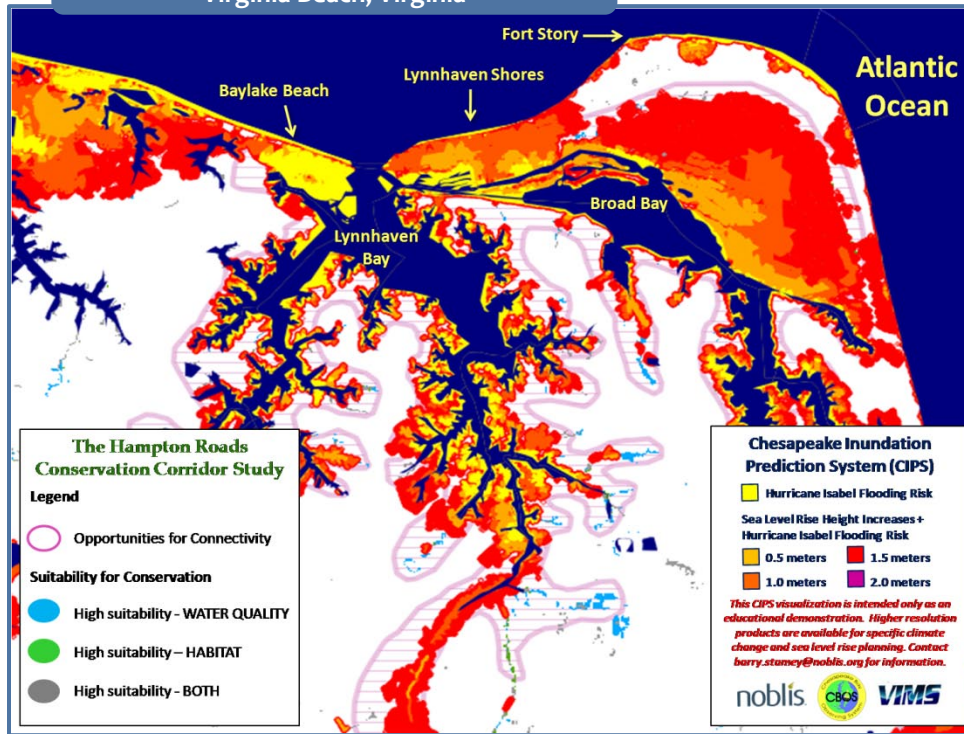 Virginia Beach, Virginia
Fort Story
Lynnhaven Shores
Baylake Beach
Atlantic
Ocean
Broad Bay
Lynnhaven
Bay
The Hampton Roads
Conservation Corridor Study
Legend
Opportunities for Connectivity
Suitability for Conservation
High suitability - WATER QUALITY
High suitability – HABITAT
High suitability - BOTH
Chesapeake Inundation
Prediction System (CIPS)
Hurricane Isabel Flooding Risk
Sea Level Rise Height Increases +
Hurricane Isabel Flooding Risk
0.5 meters
1.5 meters
1.0 meters
2.0 meters
This CIPS visualization is intended only as an
educational demonstration. Higher resolution
products are available for specific climate
change and sea level rise planning. Contact
barry.stamey@noblis.org for information.
noblis.
CBOS
VIMS